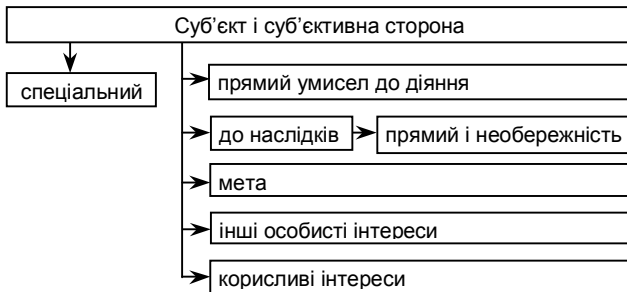 Суб'єкт і суб'єктивна сторона
спеціальний
прямий умисел до діяння
до наслідків
прямий і необережність
мета
інші особисті інтереси
корисливі інтереси